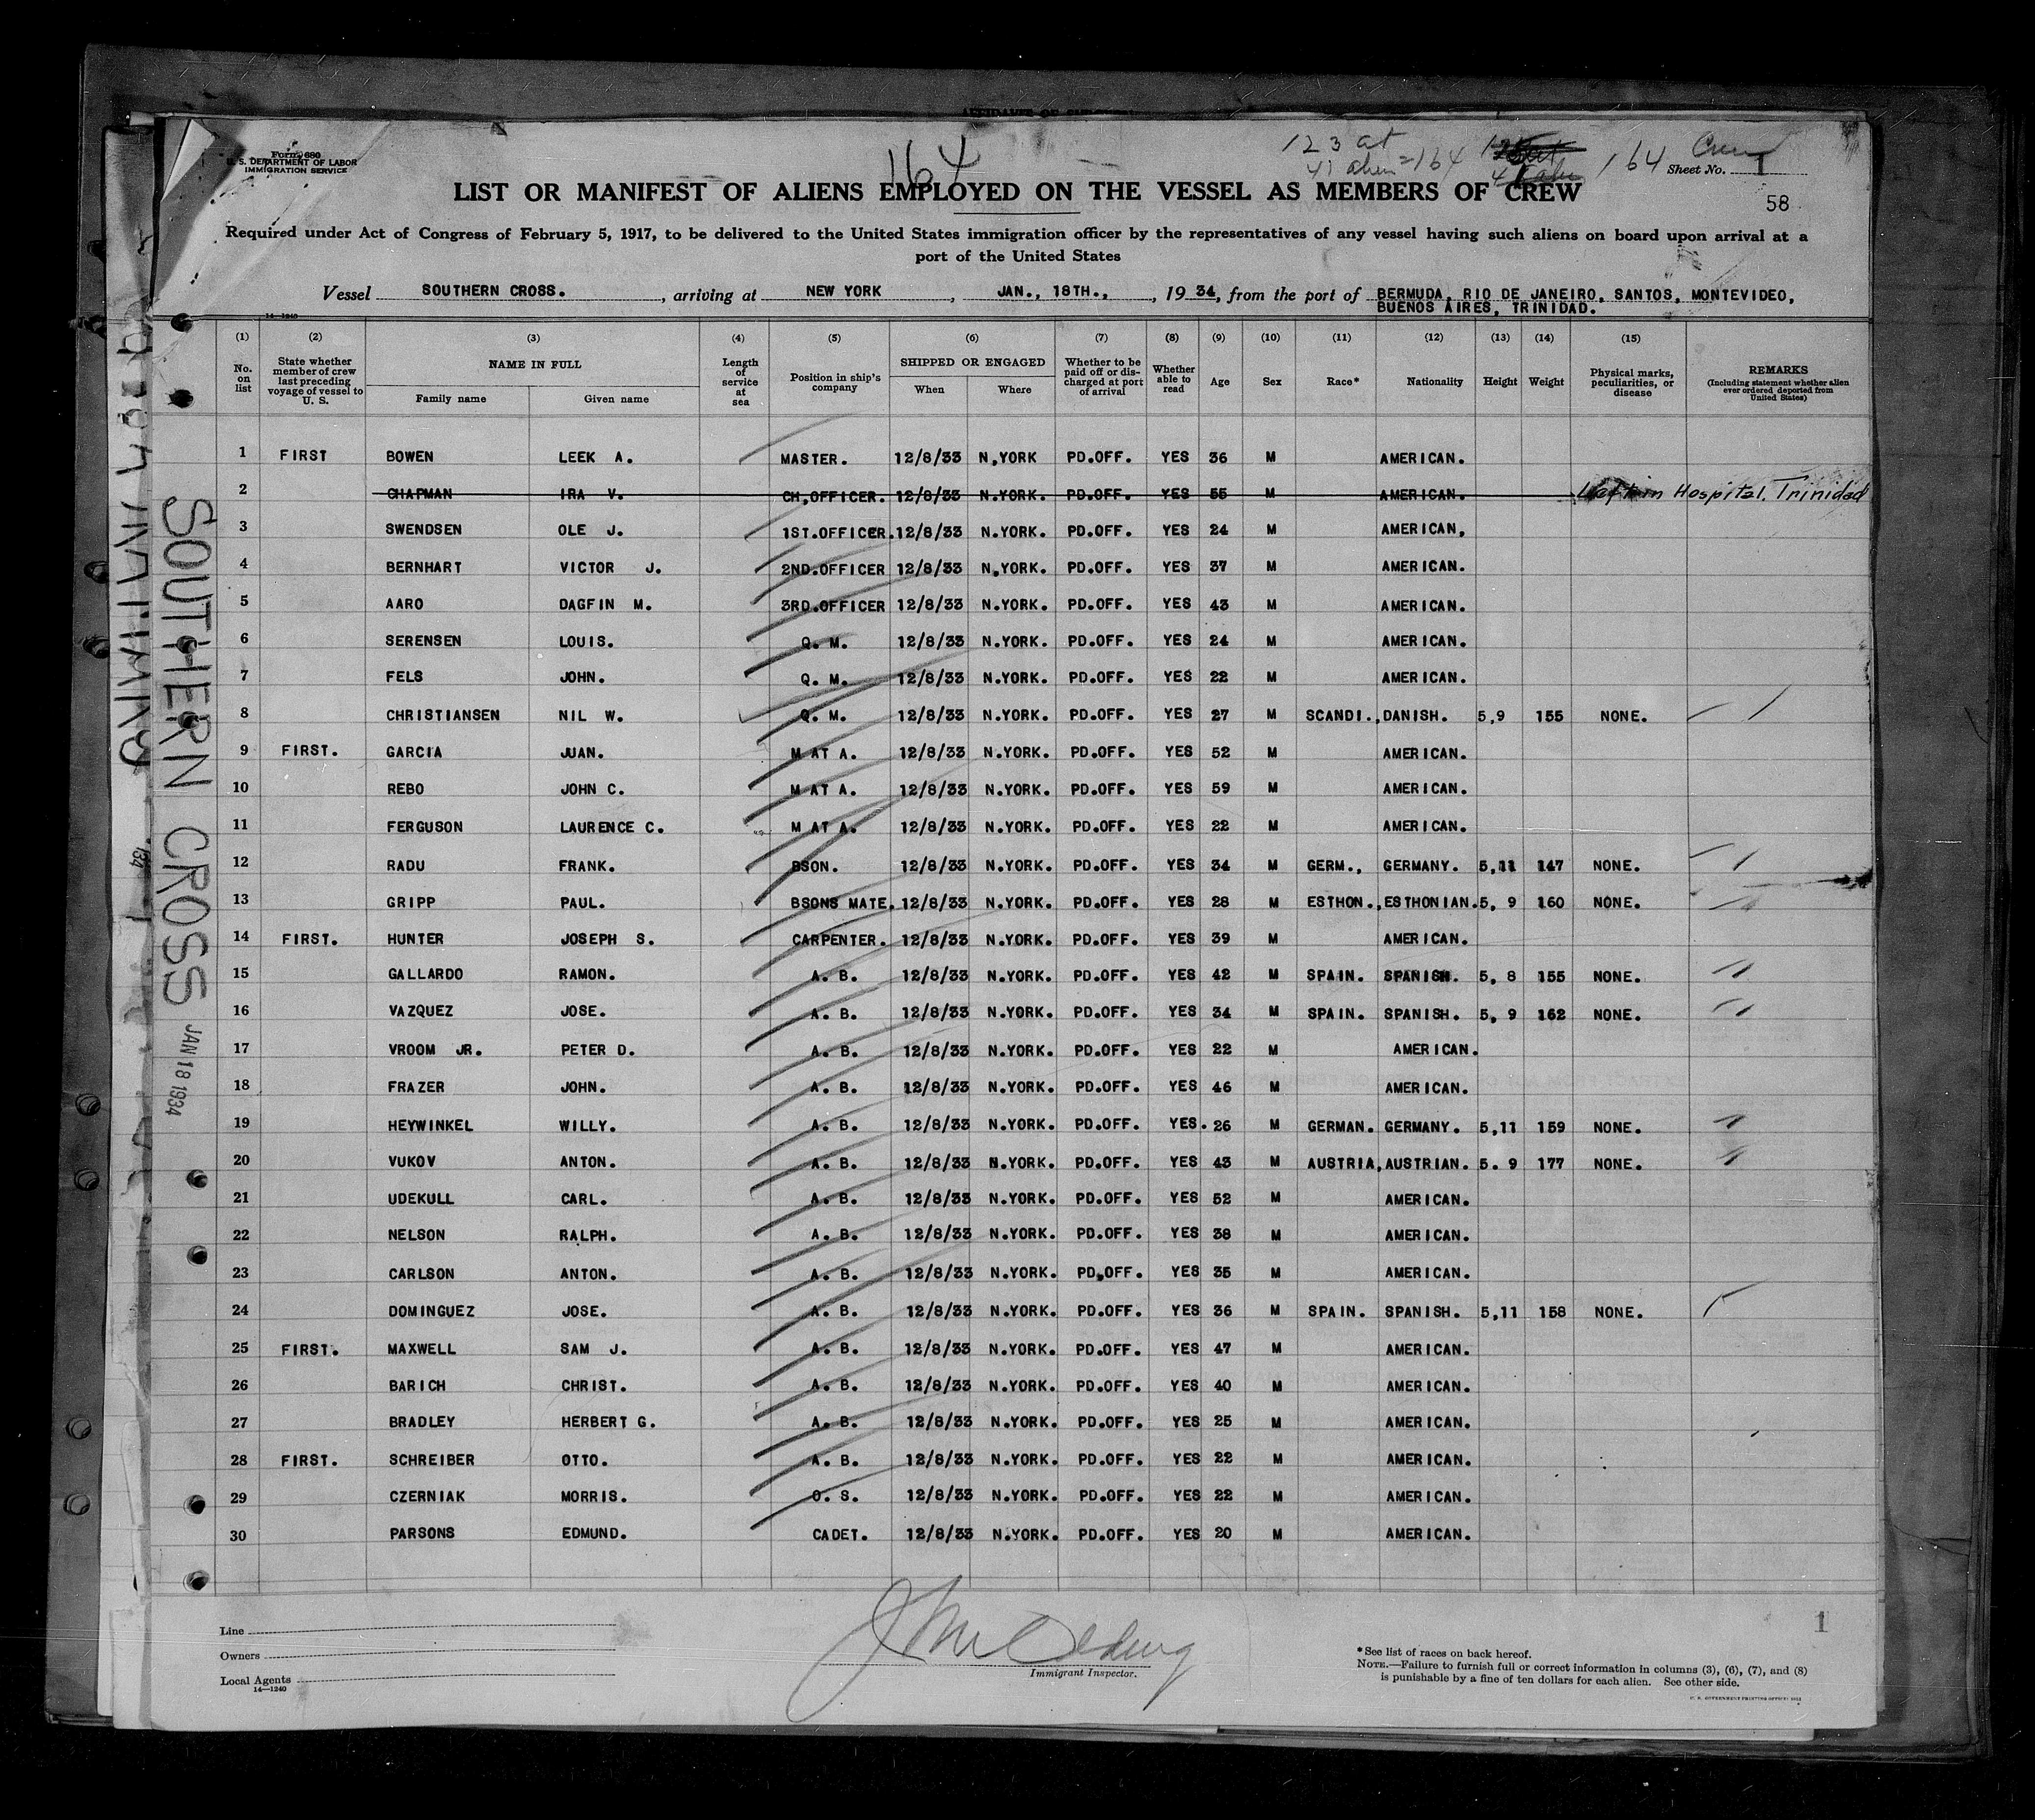 Form 680
U. S. DEPARTMENT OF LABOR
IMMIGRATION SERVICE
164
123 at
41 alien = 164
164
Crew
Sheet No. 1
LIST OR MANIFEST OF ALIENS EMPLOYED ON THE VESSEL AS MEMBERS OF CREW
58
Required under Act of Congress of February 5, 1917, to be delivered to the United States immigration officer by the representatives of any vessel having such aliens on board upon arrival at a
port of the United States
Vessel SOUTHERN CROSS. , arriving at NEW YORK , JAN., 18TH., , 19 34, from the port of BERMUDA, RIO DE JANEIRO, SANTOS, MONTEVIDEO,
BUENOS AIRES, TRINIDAD.
14—1240
(1) (2) (3) (4) (5) (6) (7) (8) (9) (10) (11) (12) (13) (14) (15)
No. on list State whether member of crew last preceding voyage of vessel to U. S. NAME IN FULL Family name Given name Length of service at sea Position in ship's company SHIPPED OR ENGAGED When Where Whether to be paid off or discharged at port of arrival Whether able to read Age Sex Race* Nationality Height Weight Physical marks, peculiarities, or disease REMARKS (Including statement whether alien ever ordered deported from United States)
1 FIRST BOWEN LEEK A. MASTER. 12/8/33 N,YORK PD.OFF. YES 36 M AMERICAN.
2 CHAPMAN IRA V. CH,OFFICER. 12/8/33 N.YORK. PD.OFF. YES 55 M AMERICAN. Left in Hospital, Trinidad
3 SWENDSEN OLE J. 1ST.OFFICER. 12/8/33 N.YORK. PD.OFF. YES 24 M AMERICAN,
4 BERNHART VICTOR J. 2ND.OFFICER 12/8/33 N,YORK. PD.OFF. YES 37 M AMERICAN.
5 AARO DAGFIN M. 3RD.OFFICER 12/8/33 N.YORK. PD.OFF. YES 43 M AMERICAN.
6 SERENSEN LOUIS. Q. M. 12/8/33 N.YORK. PD.OFF. YES 24 M AMERICAN.
7 FELS JOHN. Q. M. 12/8/33 N.YORK. PD.OFF. YES 22 M AMERICAN.
8 CHRISTIANSEN NIL W. Q. M. 12/8/33 N.YORK. PD.OFF. YES 27 M SCANDI., DANISH. 5,9 155 NONE.
9 FIRST. GARCIA JUAN. M AT A. 12/8/33 N.YORK. PD.OFF. YES 52 M AMERICAN.
10 REBO JOHN C. M AT A. 12/8/33 N.YORK. PD.OFF. YES 59 M AMERICAN.
11 FERGUSON LAURENCE C. M AT A. 12/8/33 N.YORK. PD.OFF. YES 22 M AMERICAN.
12 RADU FRANK. BSON. 12/8/33 N.YORK. PD.OFF. YES 34 M GERM., GERMANY. 5,11 147 NONE.
13 GRIPP PAUL. BSONS MATE. 12/8/33 N.YORK. PD.OFF. YES 28 M ESTHON., ESTHONIAN. 5, 9 160 NONE.
14 FIRST. HUNTER JOSEPH S. CARPENTER. 12/8/33 N.YORK. PD.OFF. YES 39 M AMERICAN.
15 GALLARDO RAMON. A. B. 12/8/33 N.YORK. PD.OFF. YES 42 M SPAIN. SPANISH. 5, 8 155 NONE.
16 VAZQUEZ JOSE. A. B. 12/8/33 N.YORK. PD.OFF. YES 34 M SPAIN. SPANISH. 5, 9 162 NONE.
17 VROOM JR. PETER D. A. B. 12/8/33 N.YORK. PD.OFF. YES 22 M AMERICAN.
18 FRAZER JOHN. A. B. 12/8/33 N.YORK. PD.OFF. YES 46 M AMERICAN.
19 HEYWINKEL WILLY. A. B. 12/8/33 N.YORK. PD.OFF. YES. 26 M GERMAN. GERMANY. 5,11 159 NONE.
20 VUKOV ANTON. A. B. 12/8/33 N.YORK. PD.OFF. YES 43 M AUSTRIA, AUSTRIAN. 5. 9 177 NONE.
21 UDEKULL CARL. A. B. 12/8/33 N.YORK. PD.OFF. YES 52 M AMERICAN.
22 NELSON RALPH. A. B. 12/8/33 N.YORK. PD.OFF. YES 38 M AMERICAN.
23 CARLSON ANTON. A. B. 12/8/33 N.YORK. PD,OFF. YES 35 M AMERICAN.
24 DOMINGUEZ JOSE. A. B. 12/8/33 N.YORK. PD.OFF. YES 36 M SPAIN. SPANISH. 5,11 158 NONE.
25 FIRST. MAXWELL SAM J. A. B. 12/8/33 N.YORK. PD.OFF. YES 47 M AMERICAN.
26 BARICH CHRIST. A. B. 12/8/33 N.YORK. PD.OFF. YES 40 M AMERICAN.
27 BRADLEY HERBERT G. A. B. 12/8/33 N.YORK. PD.OFF. YES 25 M AMERICAN.
28 FIRST. SCHREIBER OTTO. A. B. 12/8/33 N.YORK. PD.OFF. YES 22 M AMERICAN.
29 CZERNIAK MORRIS. O. S. 12/8/33 N.YORK. PD.OFF. YES 22 M AMERICAN.
30 PARSONS EDMUND. CADET. 12/8/33 N.YORK. PD.OFF. YES 20 M AMERICAN.
SOUTHERN CROSS
JAN 18 1934
Line
Owners
Local Agents
14—1240
Immigrant Inspector.
1
*See list of races on back hereof.
NOTE.—Failure to furnish full or correct information in columns (3), (6), (7), and (8)
is punishable by a fine of ten dollars for each alien. See other side.